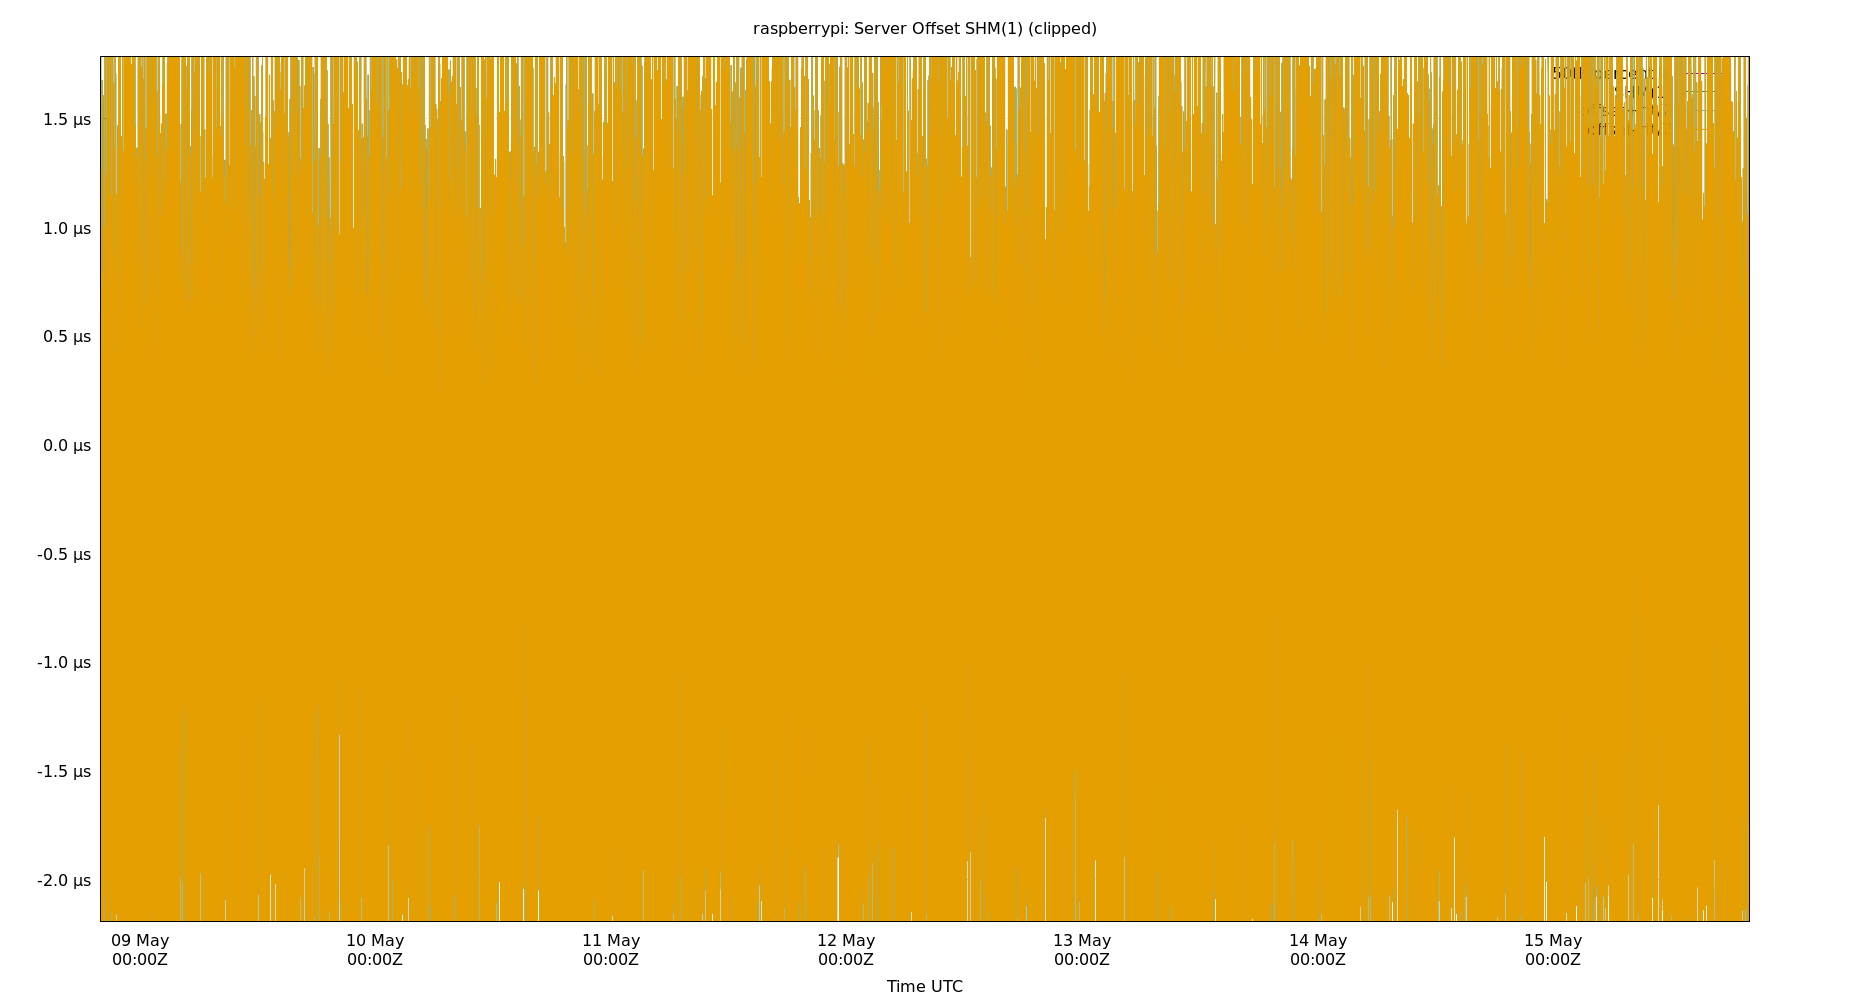 raspberrypi: Server Offset SHM(1) (clipped)
1.5 µs
1.0 µs
0.5 µs
0.0 µs
-0.5 µs
-1.0 µs
-1.5 µs
-2.0 µs
09 May 10 May 11 May 12 May 13 May 14 May 15 May
00:00Z 00:00Z 00:00Z 00:00Z 00:00Z 00:00Z 00:00Z
Time UTC